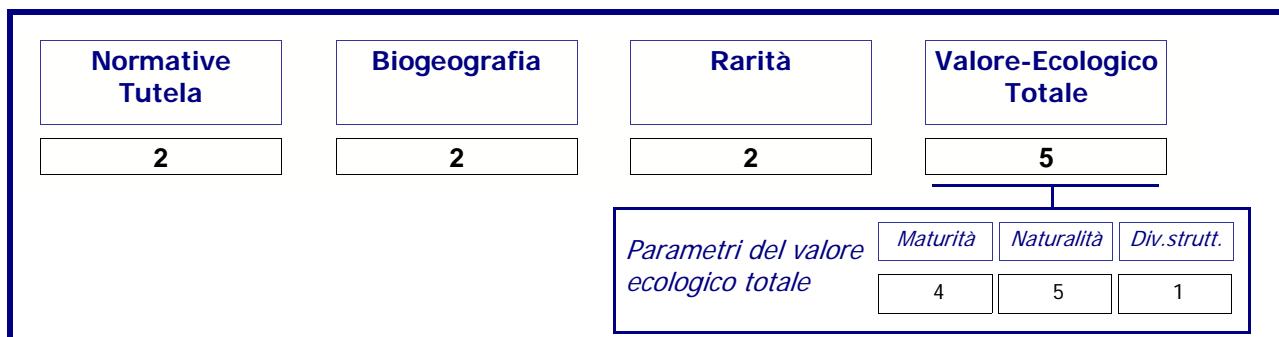 Normative
Tutela
Biogeografia
Rarità
Valore-Ecologico
Totale
2
2
2
5
Parametri del valore
ecologico totale
Maturità
Naturalità
Div.strutt.
4
5
1